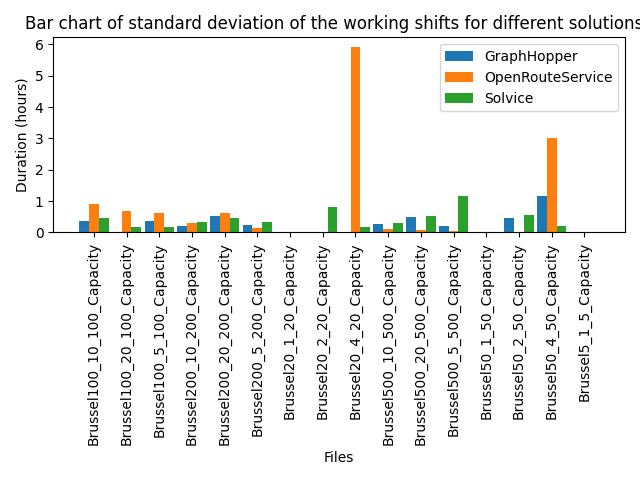 Bar chart of standard deviation of the working shifts for different solutions
GraphHopper
OpenRouteService
Solvice
Duration (hours)
6
5
4
3
2
1
0
Brussel100_10_100_Capacity
Brussel100_20_100_Capacity
Brussel100_5_100_Capacity
Brussel200_10_200_Capacity
Brussel200_20_200_Capacity
Brussel200_5_200_Capacity
Brussel20_1_20_Capacity
Brussel20_2_20_Capacity
Brussel20_4_20_Capacity
Brussel500_10_500_Capacity
Brussel500_20_500_Capacity
Brussel500_5_500_Capacity
Brussel50_1_50_Capacity
Brussel50_2_50_Capacity
Brussel50_4_50_Capacity
Brussel5_1_5_Capacity
Files